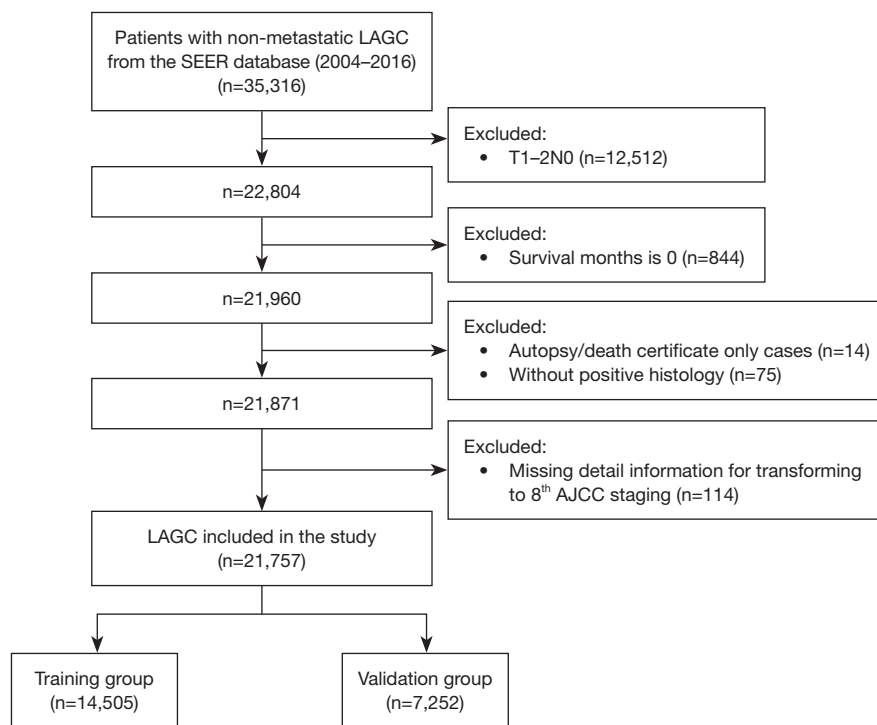 Patients with non-metastatic LAGC
from the SEER database (2004–2016)
(n=35,316)
Excluded:
• T1–2N0 (n=12,512)
n=22,804
Excluded:
• Survival months is 0 (n=844)
n=21,960
Excluded:
• Autopsy/death certificate only cases (n=14)
• Without positive histology (n=75)
n=21,871
Excluded:
• Missing detail information for transforming
to 8th AJCC staging (n=114)
LAGC included in the study
(n=21,757)
Training group
(n=14,505)
Validation group
(n=7,252)